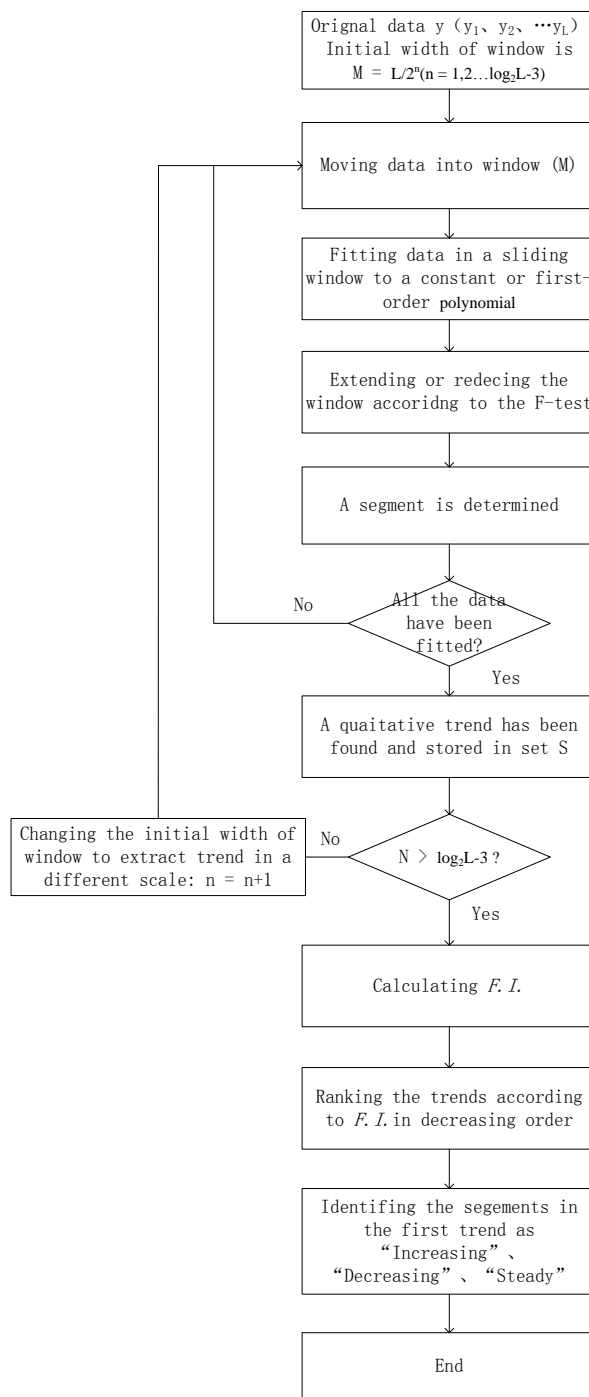 Orignal data y（y₁、y₂、…y_L）
Initial width of window is
M = L/2ⁿ(n = 1,2…log₂L-3)
Moving data into window (M)
Fitting data in a sliding
window to a constant or first-
order polynomial
Extending or redecing the
window accoridng to the F-test
A segment is determined
All the data
have been
fitted?
No
Yes
A quaitative trend has been
found and stored in set S
N > log₂L-3 ?
No
Changing the initial width of
window to extract trend in a
different scale: n = n+1
Yes
Calculating F.I.
Ranking the trends according
to F.I. in decreasing order
Identifing the segements in
the first trend as
“Increasing”、
“Decreasing”、“Steady”
End